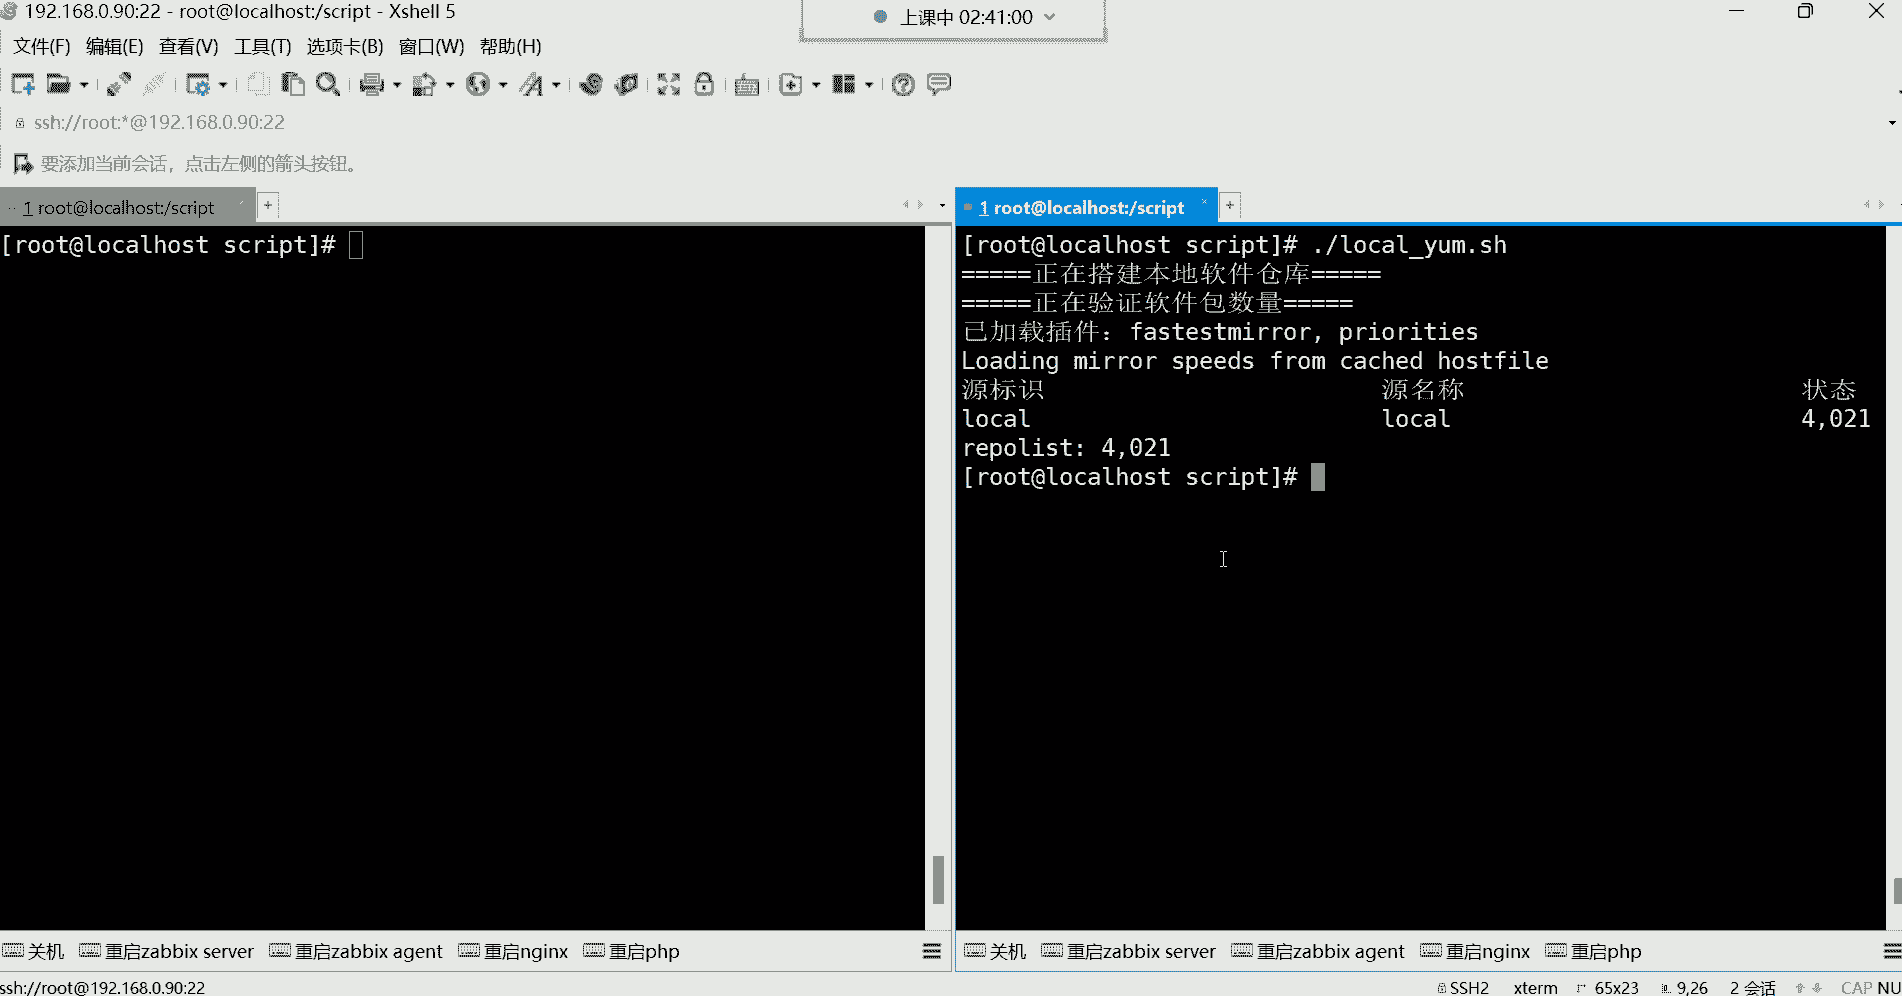 192.168.0.90:22 - root@localhost:/script - Xshell 5
上课中 02:41:00
文件(F) 编辑(E) 查看(V) 工具(T) 选项卡(B) 窗口(W) 帮助(H)
ssh://root:*@192.168.0.90:22
要添加当前会话，点击左侧的箭头按钮。
1 root@localhost:/script
[root@localhost script]#
1 root@localhost:/script
[root@localhost script]# ./local_yum.sh
=====正在搭建本地软件仓库=====
=====正在验证软件包数量=====
已加载插件：fastestmirror, priorities
Loading mirror speeds from cached hostfile
源标识 源名称 状态
local local 4,021
repolist: 4,021
[root@localhost script]#
关机 重启zabbix server 重启zabbix agent 重启nginx 重启php
关机 重启zabbix server 重启zabbix agent 重启nginx 重启php
ssh://root@192.168.0.90:22
SSH2 xterm 65x23 9,26 2 会话 CAP NU